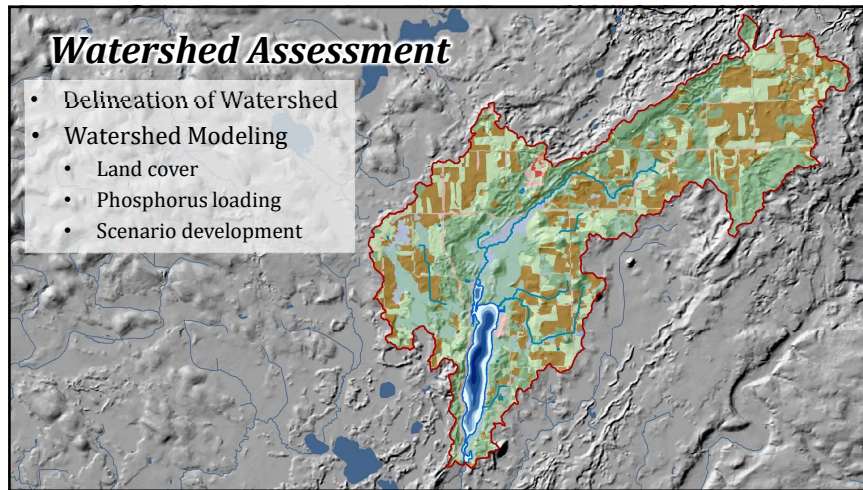 Watershed Assessment
• Delineation of Watershed
• Watershed Modeling
• Land cover
• Phosphorus loading
• Scenario development